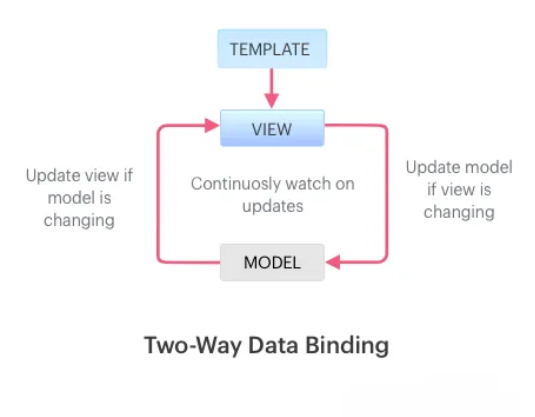 TEMPLATE
VIEW
Update view if
model is
changing
Continuosly watch on
updates
Update model
if view is
changing
MODEL
Two-Way Data Binding